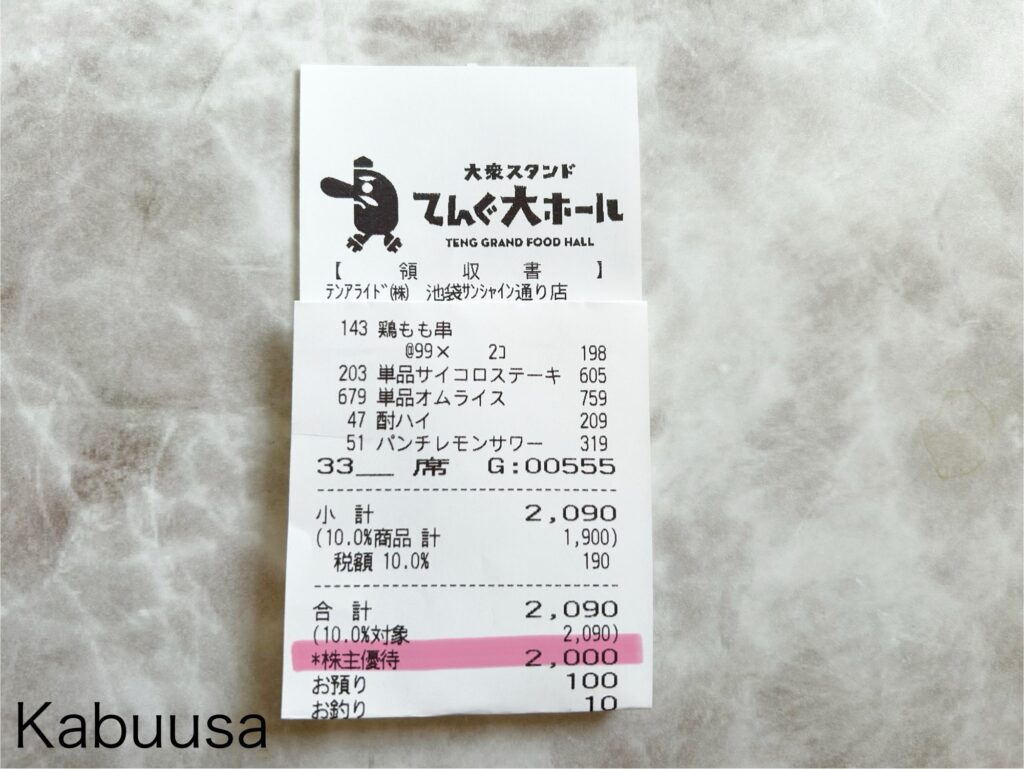 大衆スタンド
てんぐ大ホール
TENG GRAND FOOD HALL
【 領 収 書 】
テンアライド(株) 池袋サンシャイン通り店
143 鶏もも串
@99× 2コ 198
203 単品サイコロステーキ 605
679 単品オムライス 759
47 酎ハイ 209
51 パンチレモンサワー 319
33__ 席 G:00555
小 計 2,090
(10.0%商品 計 1,900)
税額 10.0% 190
合 計 2,090
(10.0%対象 2,090)
*株主優待 2,000
お預り 100
お釣り 10
Kabuusa